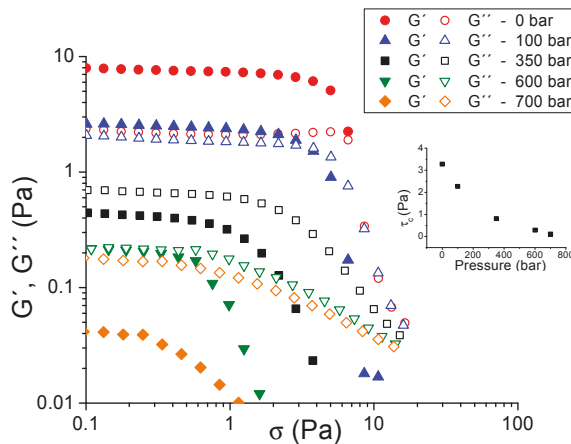 G´ G´´ - 0 bar
G´ G´´ - 100 bar
G´ G´´ - 350 bar
G´ G´´ - 600 bar
G´ G´´ - 700 bar
10
1
0.1
0.01
G´, G´´ (Pa)
0.1 1 10 100
σ (Pa)
4
3
2
1
0
τc (Pa)
0 200 400 600 800
Pressure (bar)